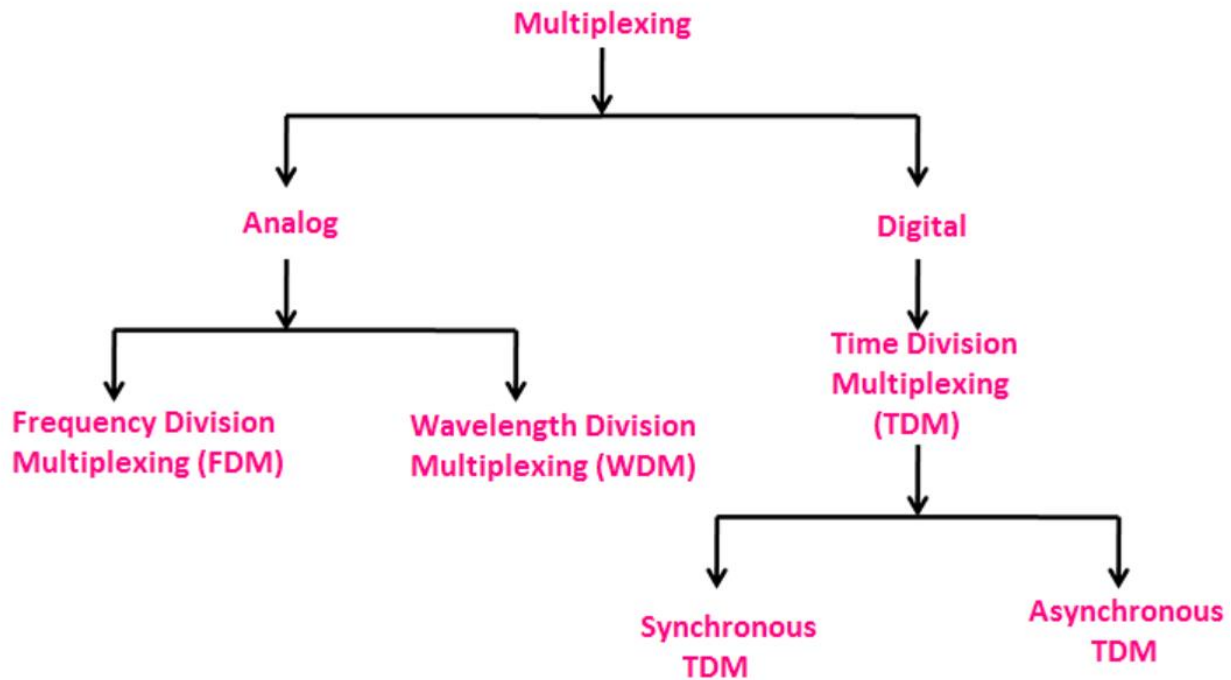 Multiplexing
Analog
Digital
Frequency Division
Multiplexing (FDM)
Wavelength Division
Multiplexing (WDM)
Time Division
Multiplexing
(TDM)
Synchronous
TDM
Asynchronous
TDM